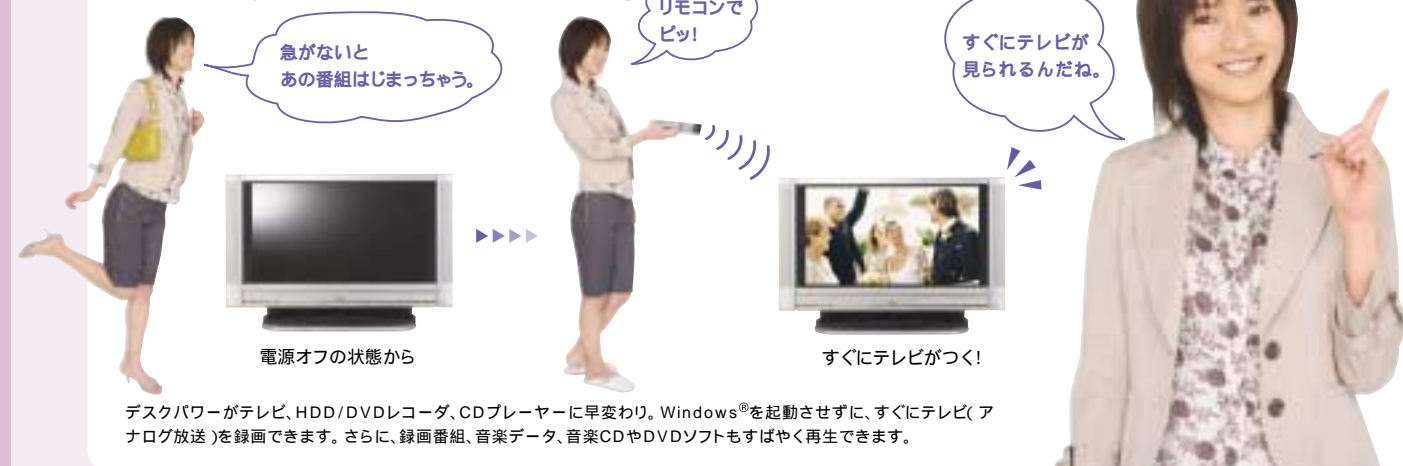 急がないと
あの番組はじまっちゃう。
リモコンで
ピッ!
すぐにテレビが
見られるんだね。
電源オフの状態から
すぐにテレビがつく!
デスクパワーがテレビ、HDD/DVDレコーダ、CDプレーヤーに早変わり。Windows®を起動させずに、すぐにテレビ( ア
ナログ放送 )を録画できます。さらに、録画番組、音楽データ、音楽CDやDVDソフトもすばやく再生できます。